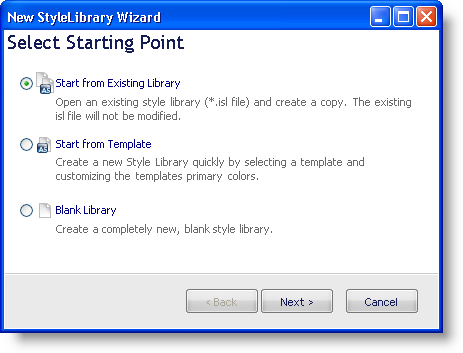 New StyleLibrary Wizard
Select Starting Point
Start from Existing Library
Open an existing style library (*.isl file) and create a copy. The existing
isl file will not be modified.
Start from Template
Create a new Style Library quickly by selecting a template and
customizing the templates primary colors.
Blank Library
Create a completely new, blank style library.
< Back Next > Cancel